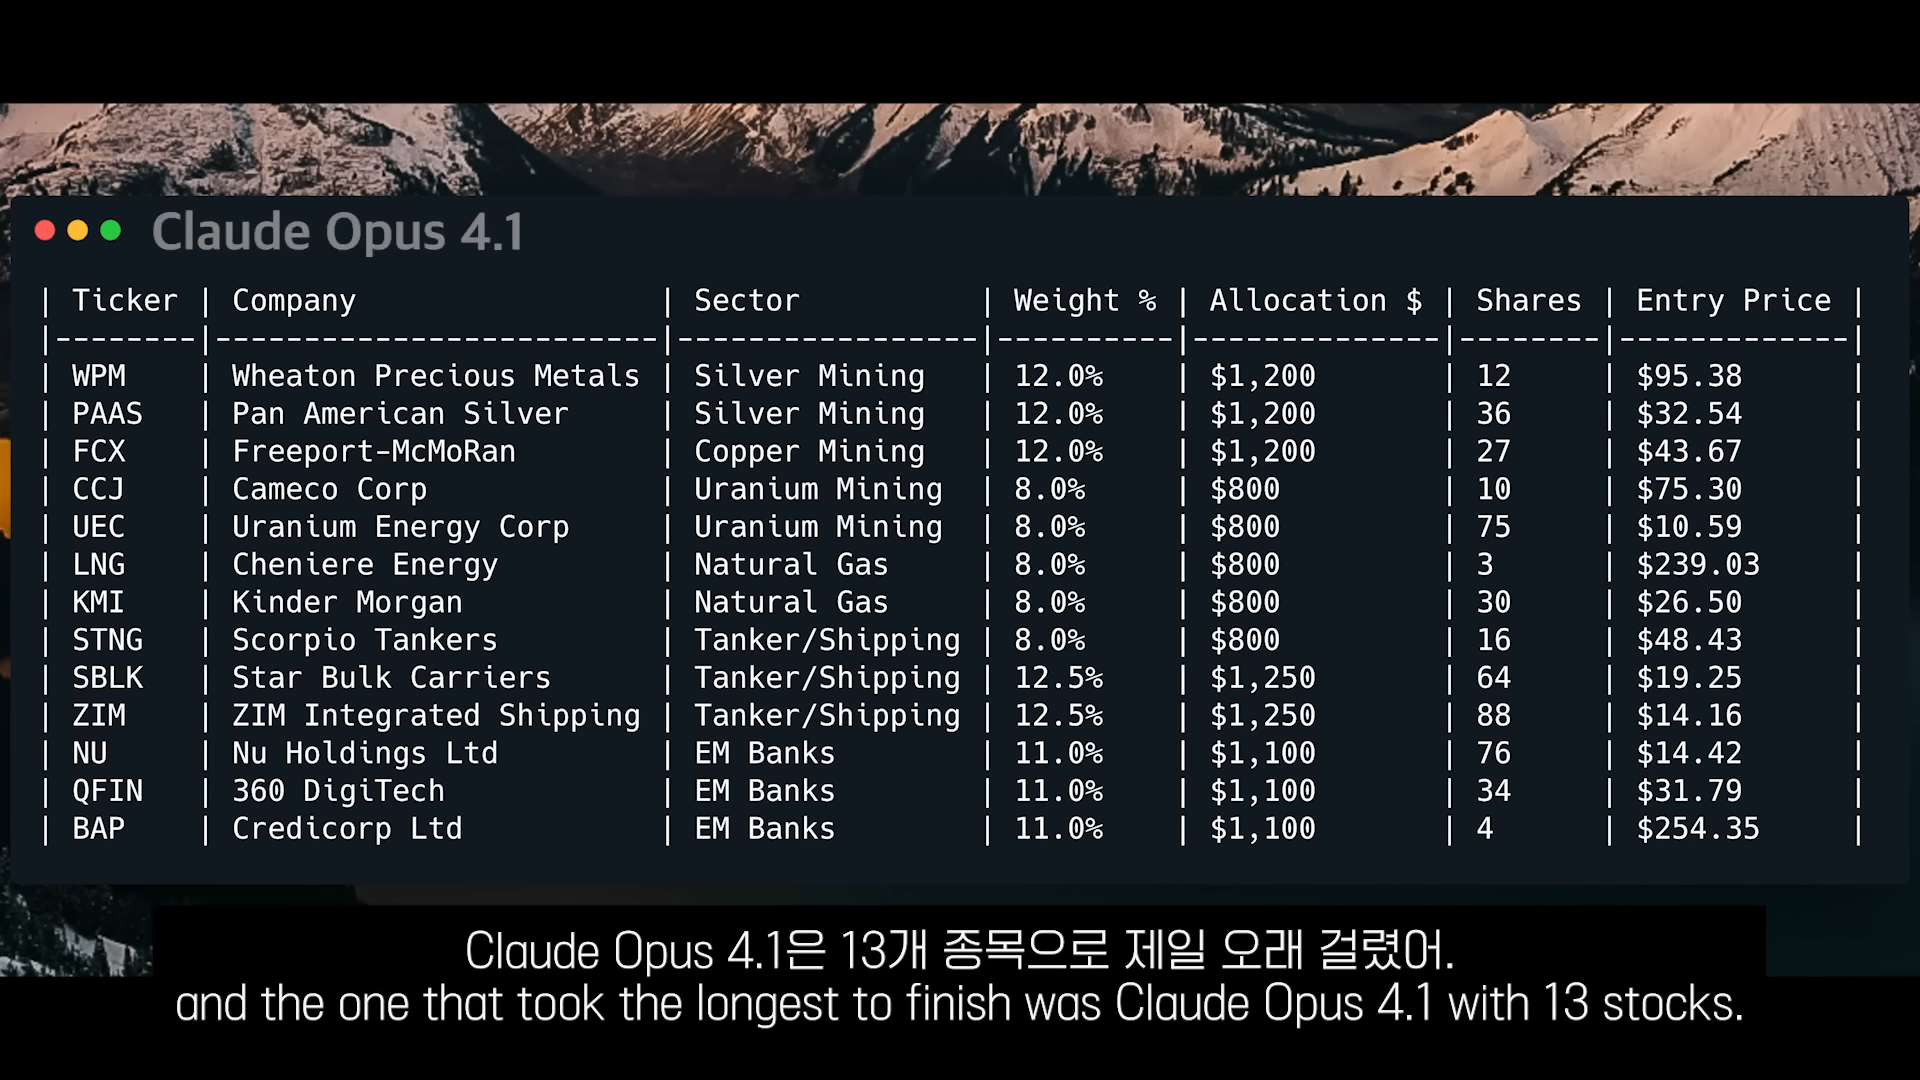 Claude Opus 4.1
| Ticker | Company | Sector | Weight % | Allocation $ | Shares | Entry Price |
|--------|-------------------------|-----------------|----------|--------------|--------|-------------|
| WPM | Wheaton Precious Metals | Silver Mining | 12.0% | $1,200 | 12 | $95.38 |
| PAAS | Pan American Silver | Silver Mining | 12.0% | $1,200 | 36 | $32.54 |
| FCX | Freeport-McMoRan | Copper Mining | 12.0% | $1,200 | 27 | $43.67 |
| CCJ | Cameco Corp | Uranium Mining | 8.0% | $800 | 10 | $75.30 |
| UEC | Uranium Energy Corp | Uranium Mining | 8.0% | $800 | 75 | $10.59 |
| LNG | Cheniere Energy | Natural Gas | 8.0% | $800 | 3 | $239.03 |
| KMI | Kinder Morgan | Natural Gas | 8.0% | $800 | 30 | $26.50 |
| STNG | Scorpio Tankers | Tanker/Shipping | 8.0% | $800 | 16 | $48.43 |
| SBLK | Star Bulk Carriers | Tanker/Shipping | 12.5% | $1,250 | 64 | $19.25 |
| ZIM | ZIM Integrated Shipping | Tanker/Shipping | 12.5% | $1,250 | 88 | $14.16 |
| NU | Nu Holdings Ltd | EM Banks | 11.0% | $1,100 | 76 | $14.42 |
| QFIN | 360 DigiTech | EM Banks | 11.0% | $1,100 | 34 | $31.79 |
| BAP | Credicorp Ltd | EM Banks | 11.0% | $1,100 | 4 | $254.35 |
Claude Opus 4.1은 13개 종목으로 제일 오래 걸렸어.
and the one that took the longest to finish was Claude Opus 4.1 with 13 stocks.